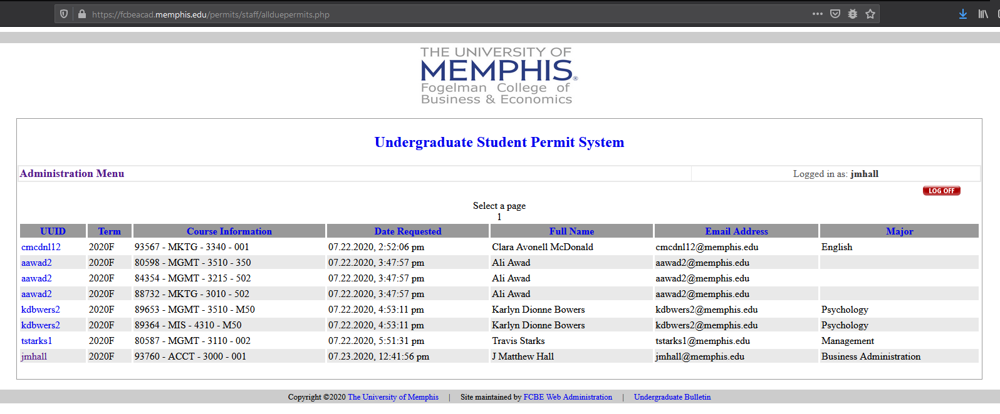 https://fcbeacad.memphis.edu/permits/staff/allduepermits.php
THE UNIVERSITY OF
MEMPHIS®
Fogelman College of
Business & Economics
Undergraduate Student Permit System
Administration Menu Logged in as: jmhall
LOG OFF
Select a page
1
UUID Term Course Information Date Requested Full Name Email Address Major
cmcdnl12 2020F 93567 - MKTG - 3340 - 001 07.22.2020, 2:52:06 pm Clara Avonell McDonald cmcdnl12@memphis.edu English
aawad2 2020F 80598 - MGMT - 3510 - 350 07.22.2020, 3:47:57 pm Ali Awad aawad2@memphis.edu
aawad2 2020F 84354 - MGMT - 3215 - 502 07.22.2020, 3:47:57 pm Ali Awad aawad2@memphis.edu
aawad2 2020F 88732 - MKTG - 3010 - 502 07.22.2020, 3:47:57 pm Ali Awad aawad2@memphis.edu
kdbwers2 2020F 89653 - MGMT - 3510 - M50 07.22.2020, 4:53:11 pm Karlyn Dionne Bowers kdbwers2@memphis.edu Psychology
kdbwers2 2020F 89364 - MIS - 4310 - M50 07.22.2020, 4:53:11 pm Karlyn Dionne Bowers kdbwers2@memphis.edu Psychology
tstarks1 2020F 80587 - MGMT - 3110 - 002 07.22.2020, 5:51:31 pm Travis Starks tstarks1@memphis.edu Management
jmhall 2020F 93760 - ACCT - 3000 - 001 07.23.2020, 12:41:56 pm J Matthew Hall jmhall@memphis.edu Business Administration
Copyright ©2020 The University of Memphis | Site maintained by FCBE Web Administration | Undergraduate Bulletin